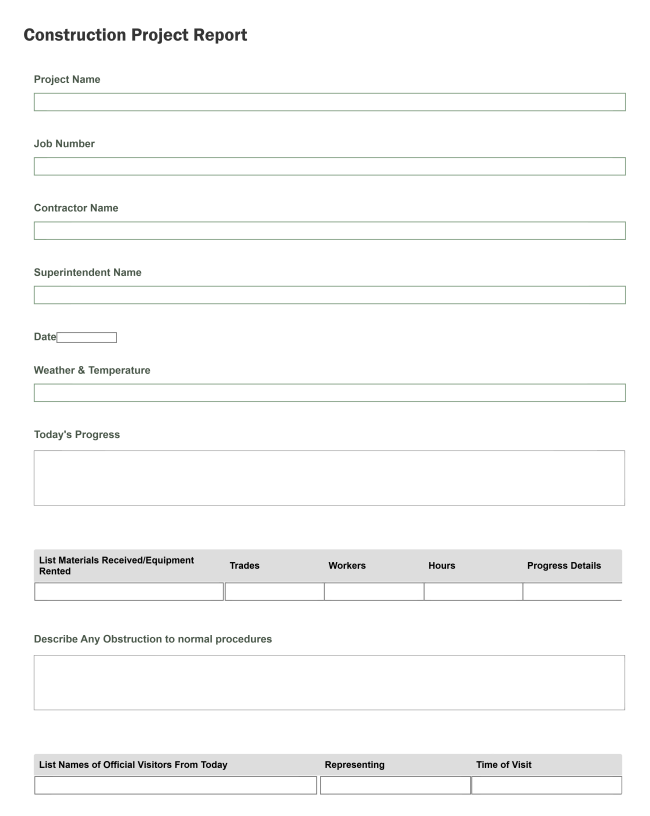 Construction Project Report
Project Name
Job Number
Contractor Name
Superintendent Name
Date
Weather & Temperature
Today's Progress
List Materials Received/Equipment
Rented
Trades
Workers
Hours
Progress Details
Describe Any Obstruction to normal procedures
List Names of Official Visitors From Today
Representing
Time of Visit